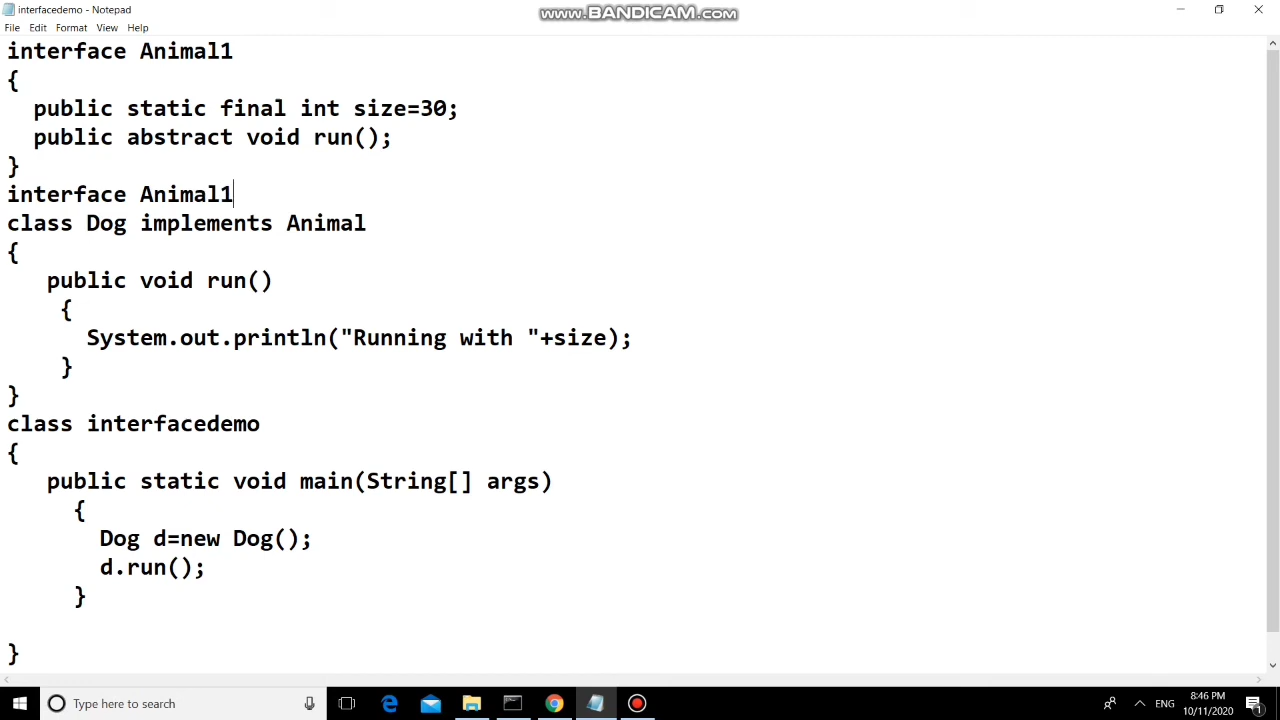 interfacedemo - Notepad
www.BANDICAM.com
File Edit Format View Help
interface Animal1
{
public static final int size=30;
public abstract void run();
}
interface Animal1
class Dog implements Animal
{
public void run()
{
System.out.println("Running with "+size);
}
}
class interfacedemo
{
public static void main(String[] args)
{
Dog d=new Dog();
d.run();
}
}
Type here to search
ENG
8:46 PM
10/11/2020
1